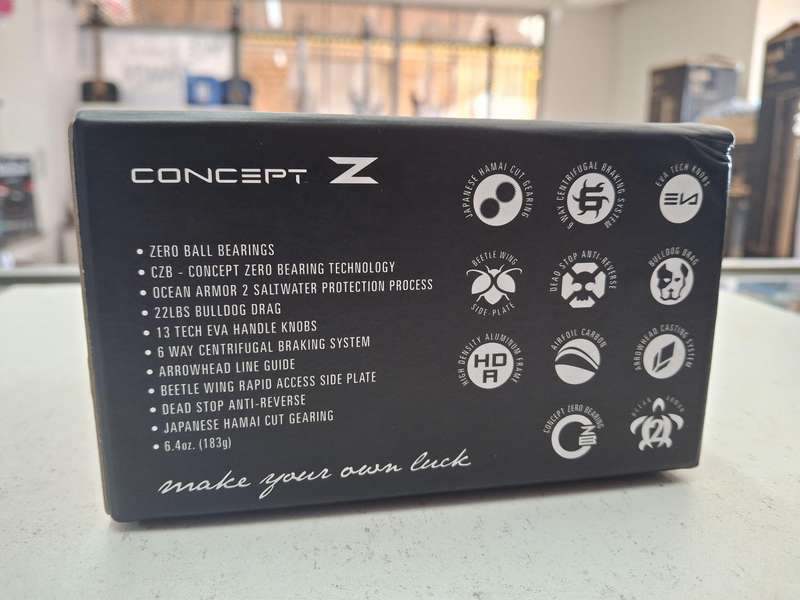 CONCEPT Z
• ZERO BALL BEARINGS
• CZB - CONCEPT ZERO BEARING TECHNOLOGY
• OCEAN ARMOR 2 SALTWATER PROTECTION PROCESS
• 22LBS BULLDOG DRAG
• 13 TECH EVA HANDLE KNOBS
• 6 WAY CENTRIFUGAL BRAKING SYSTEM
• ARROWHEAD LINE GUIDE
• BEETLE WING RAPID ACCESS SIDE PLATE
• DEAD STOP ANTI-REVERSE
• JAPANESE HAMAI CUT GEARING
• 6.4oz. (183g)
make your own luck
JAPANESE HAMAI CUT GEARING
6 WAY CENTRIFUGAL BRAKING SYSTEM
6
EVA TECH KNOBS
EVA
BEETLE WING
SIDE PLATE
DEAD STOP ANTI-REVERSE
BULLDOG DRAG
HIGH DENSITY ALUMINUM FRAME
HD
A
AIRFOIL CARBON
ARROWHEAD CASTING SYSTEM
CONCEPT ZERO BEARING
OCEAN ARMOR
2